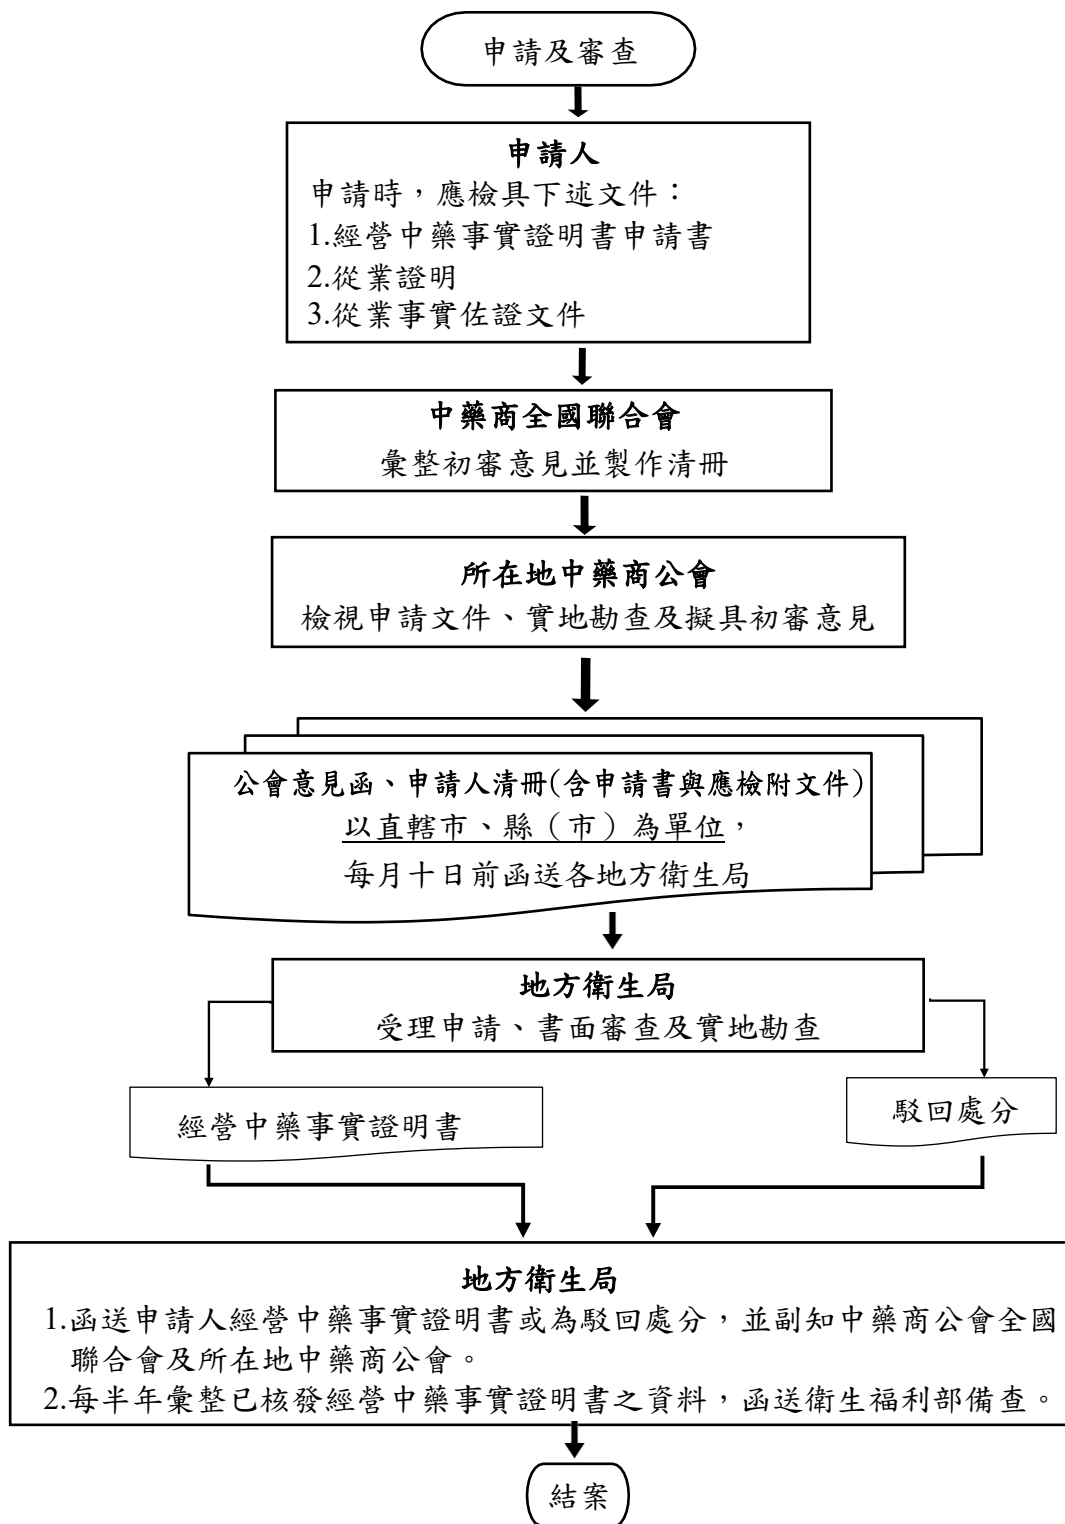 申請及審查
申請人
申請時，應檢具下述文件：
1.經營中藥事實證明書申請書
2.從業證明
3.從業事實佐證文件
中藥商全國聯合會
彙整初審意見並製作清冊
所在地中藥商公會
檢視申請文件、實地勘查及擬具初審意見
公會意見函、申請人清冊(含申請書與應檢附文件)
以直轄市、縣（市）為單位，
每月十日前函送各地方衛生局
地方衛生局
受理申請、書面審查及實地勘查
經營中藥事實證明書
駁回處分
地方衛生局
1.函送申請人經營中藥事實證明書或為駁回處分，並副知中藥商公會全國
聯合會及所在地中藥商公會。
2.每半年彙整已核發經營中藥事實證明書之資料，函送衛生福利部備查。
結案